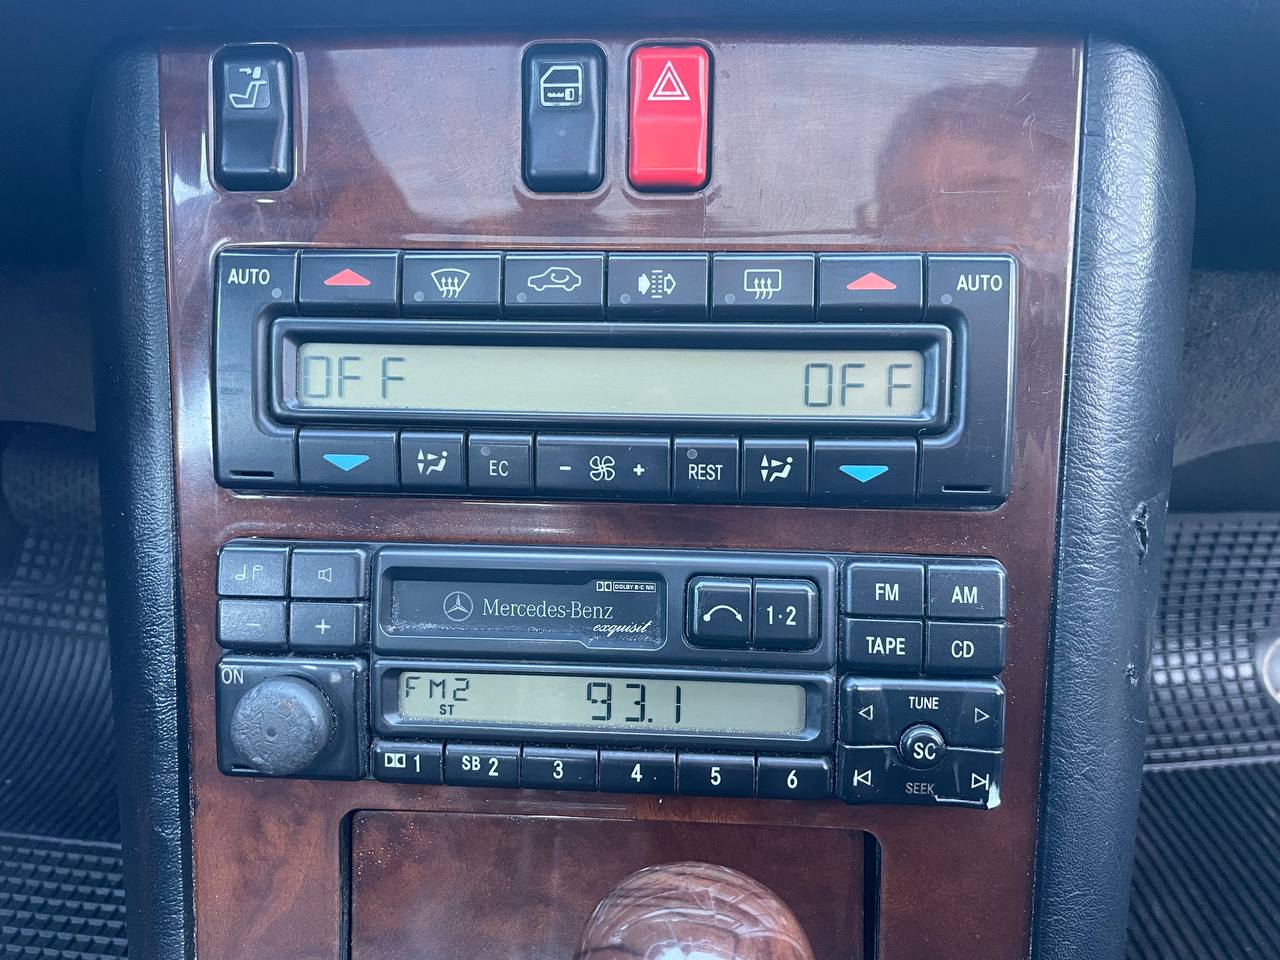 AUTO
AUTO
OFF
OFF
EC
- +
REST
DOLBY B-C NR
Mercedes-Benz
exquisit
1·2
FM
AM
TAPE
CD
- +
ON
FM2
ST
93.1
TUNE
SC
SEEK
1
SB 2
3
4
5
6